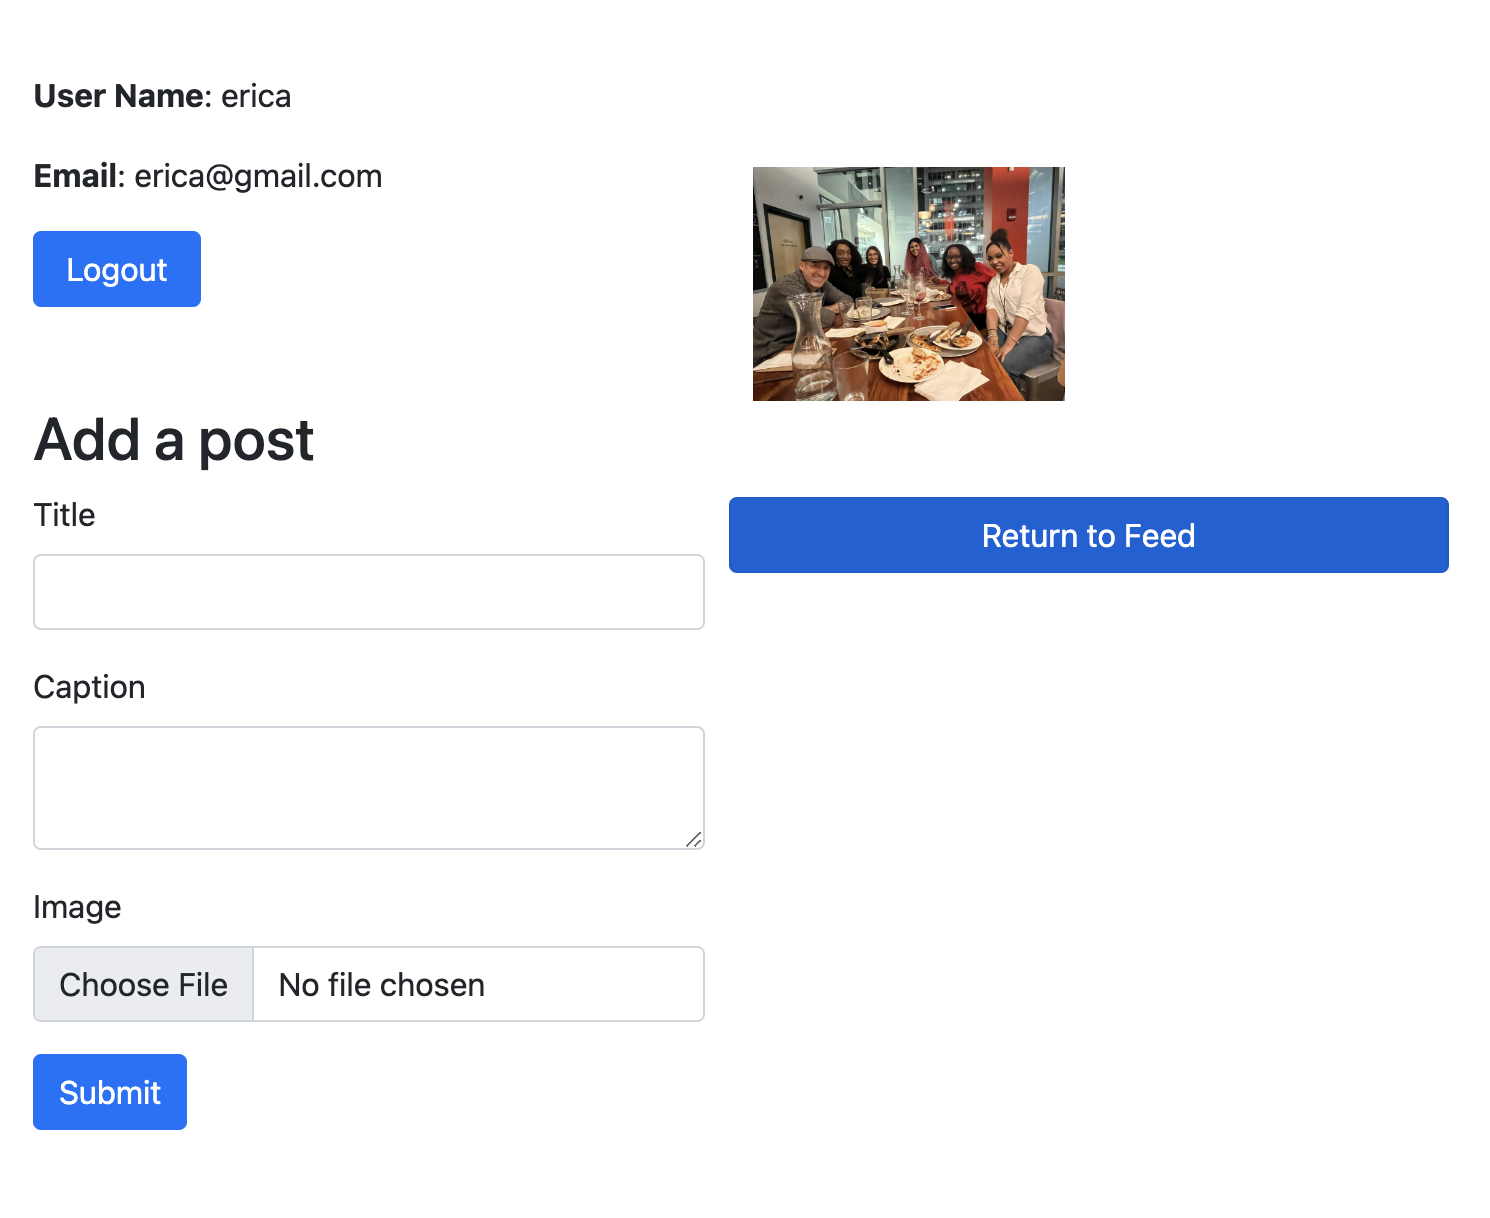 User Name: erica
Email: erica@gmail.com
Logout
Add a post
Title
Return to Feed
Caption
Image
Choose File No file chosen
Submit